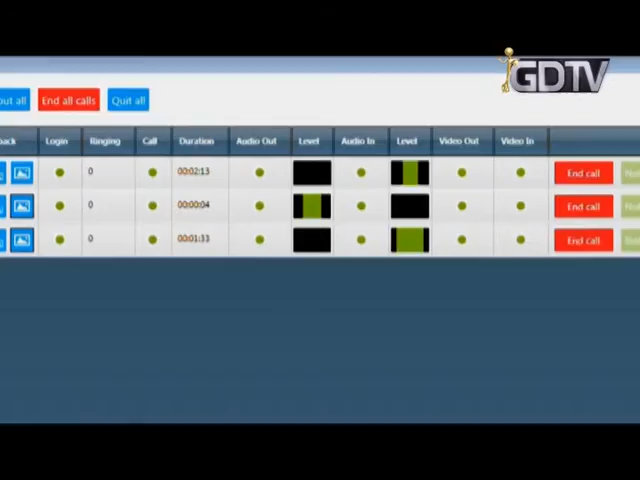 GDTV
out all End all calls Quit all
back Login Ringing Call Duration Audio Out Level Audio In Level Video Out Video In
0 00:02:13 End call
0 00:00:04 End call
0 00:01:33 End call